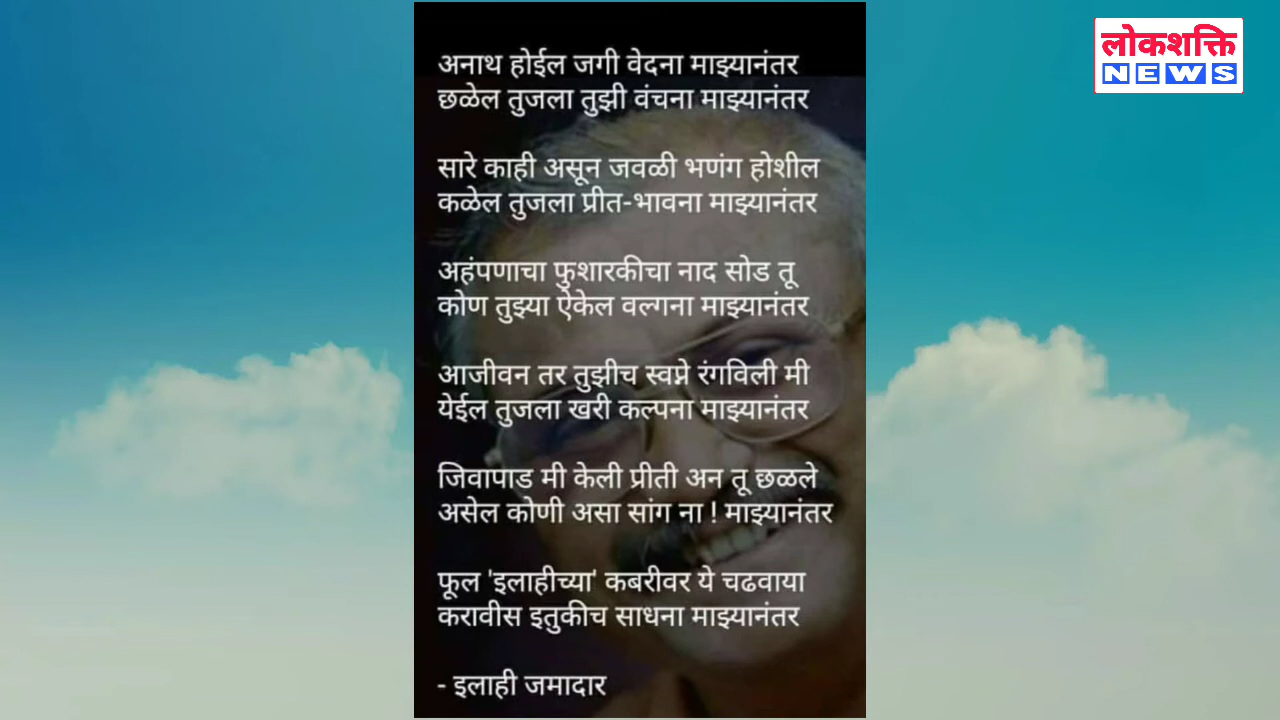 लोकशक्ति
NEWS
अनाथ होईल जगी वेदना माझ्यानंतर
छळेल तुजला तुझी वंचना माझ्यानंतर
सारे काही असून जवळी भणंग होशील
कळेल तुजला प्रीत-भावना माझ्यानंतर
अहंपणाचा फुशारकीचा नाद सोड तू
कोण तुझ्या ऐकेल वल्गना माझ्यानंतर
आजीवन तर तुझीच स्वप्ने रंगविली मी
येईल तुजला खरी कल्पना माझ्यानंतर
जिवापाड मी केली प्रीती अन तू छळले
असेल कोणी असा सांग ना ! माझ्यानंतर
फूल 'इलाहीच्या' कबरीवर ये चढवाया
करावीस इतुकीच साधना माझ्यानंतर
- इलाही जमादार